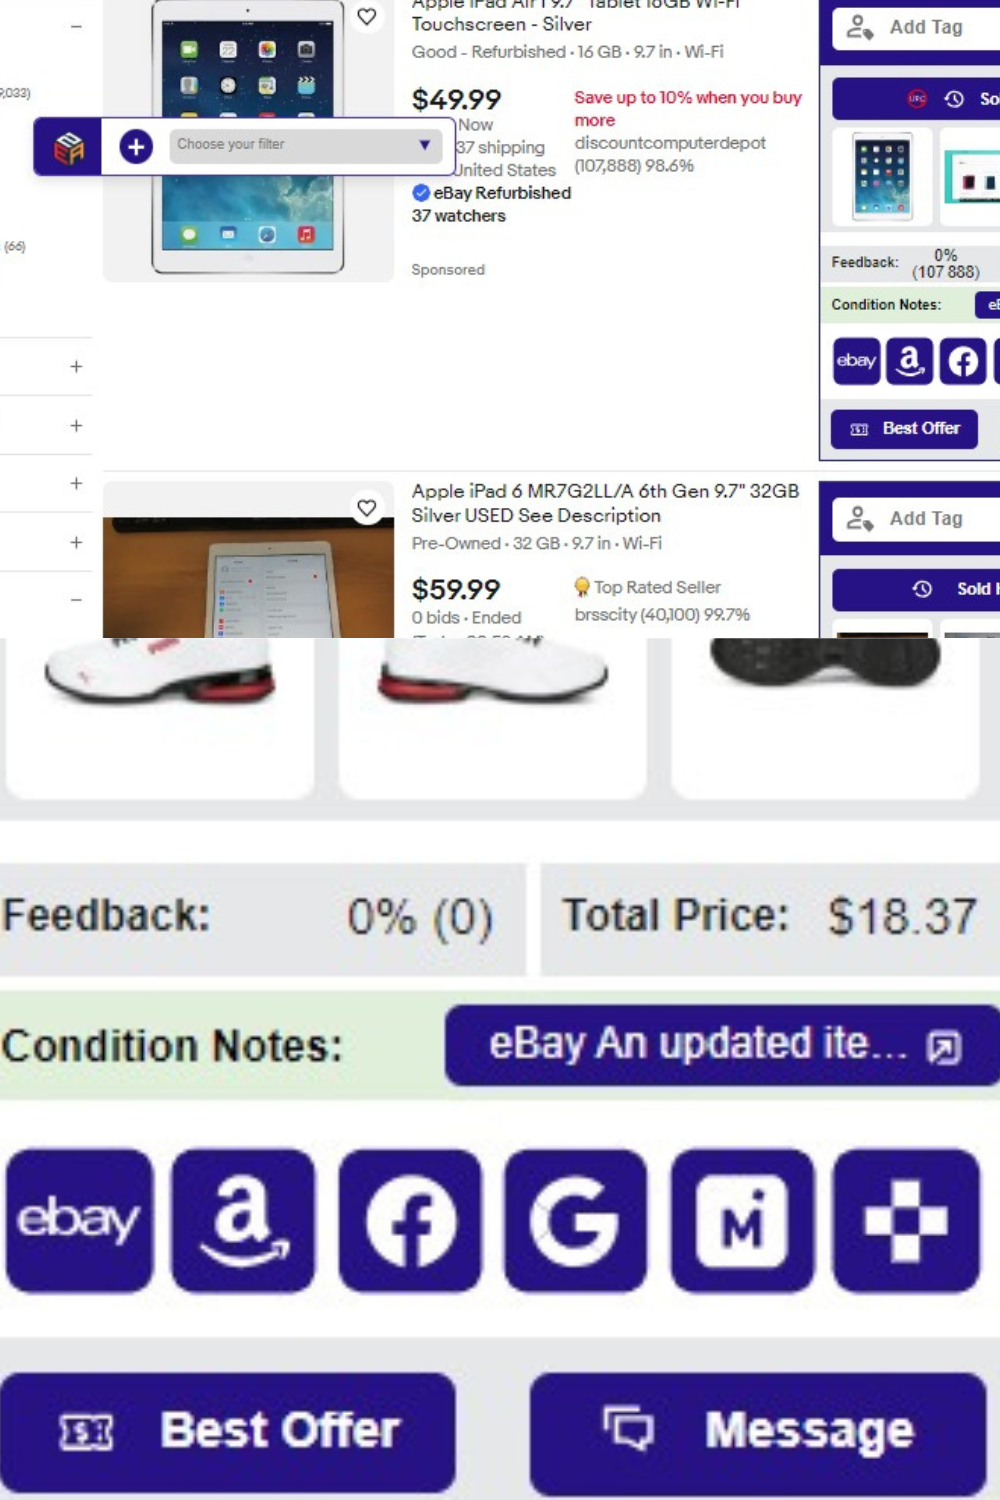 Apple iPad Air 1 9.7" Tablet 16GB Wi-Fi
Touchscreen - Silver
Good - Refurbished · 16 GB · 9.7 in · Wi-Fi
9,033)
$49.99
Now
37 shipping
United States
eBay Refurbished
37 watchers
Save up to 10% when you buy
more
discountcomputerdepot
(107,888) 98.6%
Choose your filter
(66)
Sponsored
Add Tag
UPC
So
Feedback:
0%
(107 888)
Condition Notes:
eB
ebay
Best Offer
Apple iPad 6 MR7G2LL/A 6th Gen 9.7" 32GB
Silver USED See Description
Pre-Owned · 32 GB · 9.7 in · Wi-Fi
$59.99
0 bids · Ended
Top Rated Seller
brsscity (40,100) 99.7%
Add Tag
Sold H
Feedback: 0% (0)
Total Price: $18.37
Condition Notes:
eBay An updated ite...
ebay
Best Offer
Message